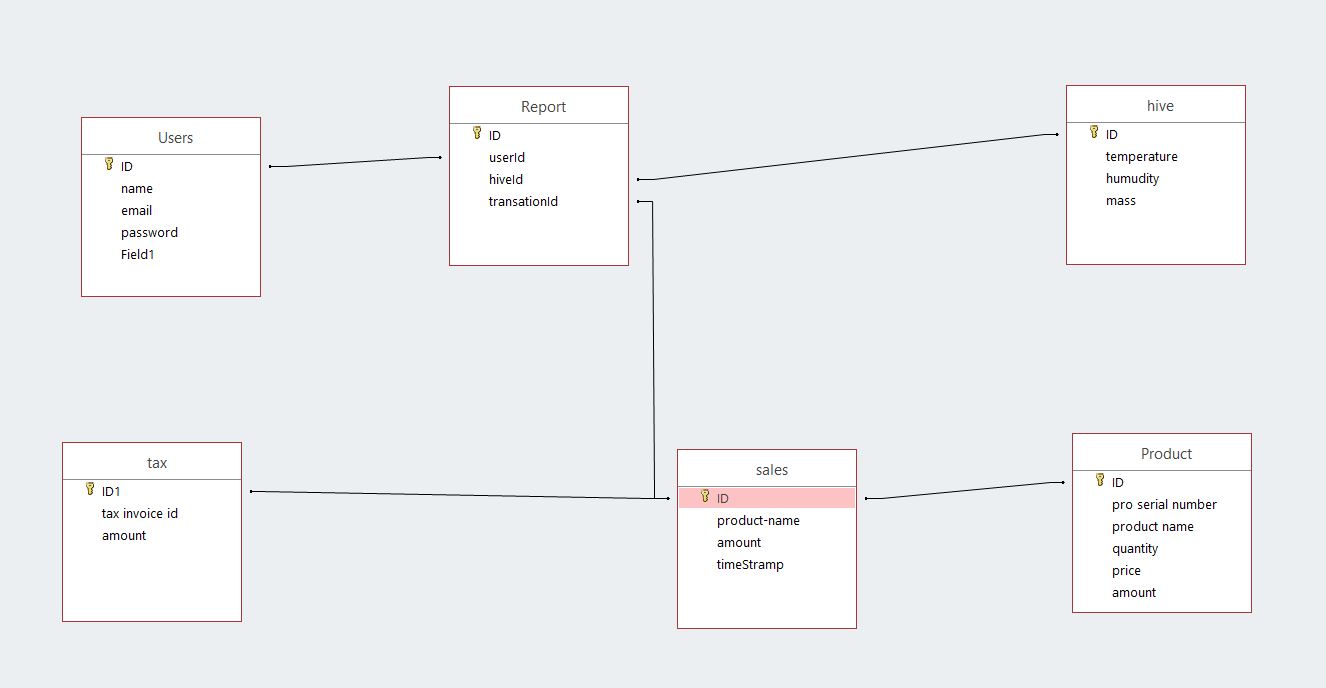 Users
ID
name
email
password
Field1
Report
ID
userId
hiveId
transationId
hive
ID
temperature
humudity
mass
tax
ID1
tax invoice id
amount
sales
ID
product-name
amount
timeStramp
Product
ID
pro serial number
product name
quantity
price
amount